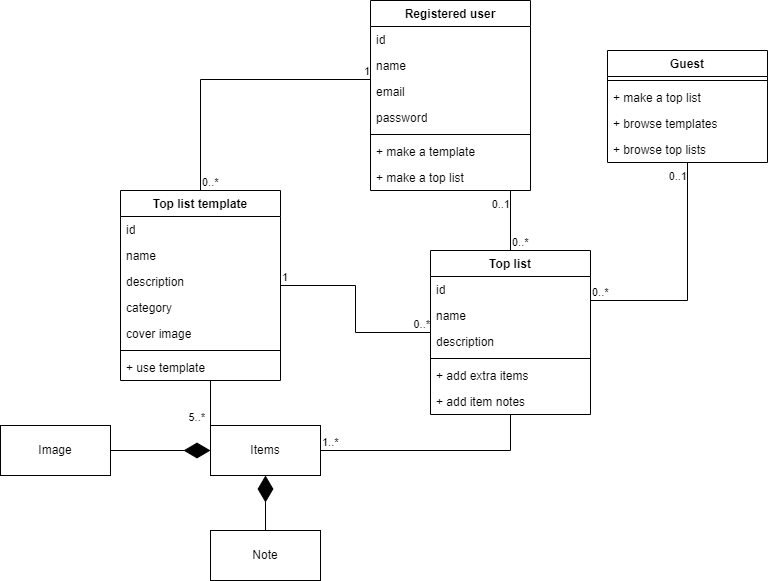 Registered user
id
name
email
password
+ make a template
+ make a top list
Guest
+ make a top list
+ browse templates
+ browse top lists
1
0..*
0..1
0..*
0..1
0..*
Top list template
id
name
description
category
cover image
+ use template
1
0..*
Top list
id
name
description
+ add extra items
+ add item notes
5..*
1..*
Image
Items
Note